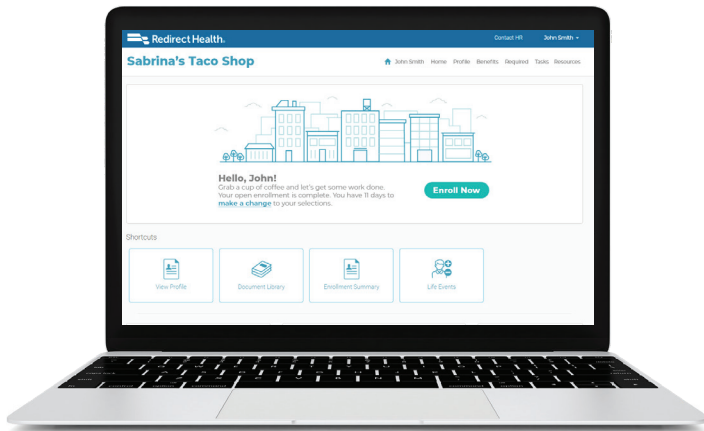 Redirect Health.
Contact HR
John Smith
Sabrina's Taco Shop
John Smith Home Profile Benefits Required Tasks Resources
Hello, John!
Grab a cup of coffee and let's get some work done.
Your open enrollment is complete. You have 11 days to
make a change to your selections.
Enroll Now
Shortcuts
View Profile
Document Library
Enrollment Summary
Life Events